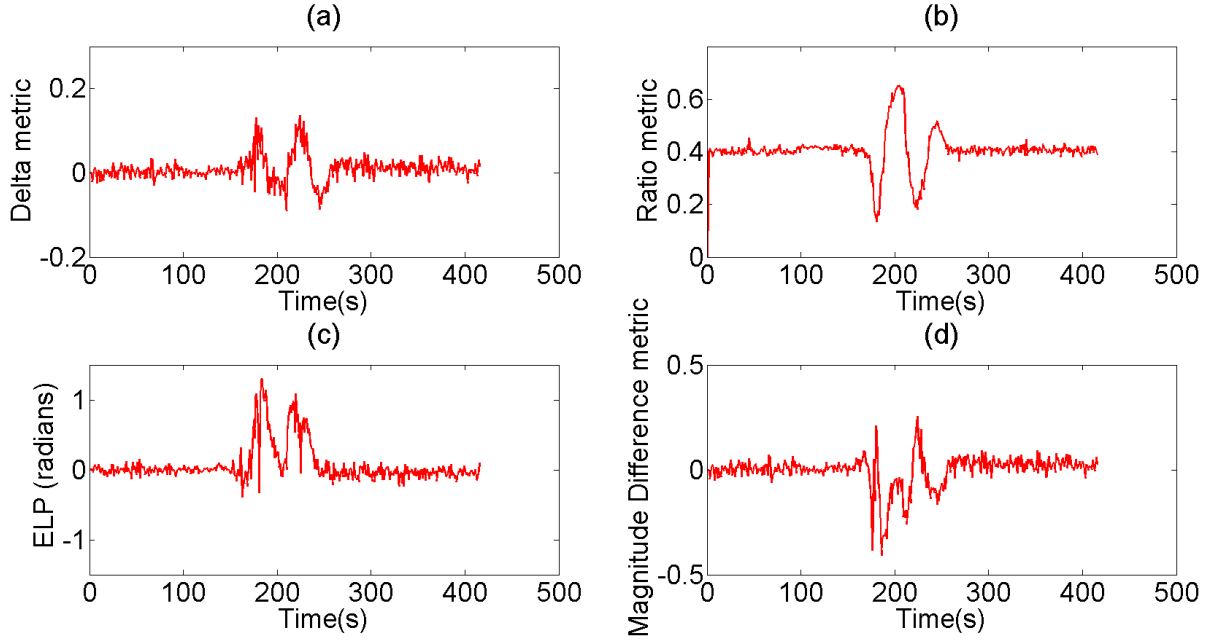 (a)
Delta metric
0.2
0
-0.2
0 100 200 300 400 500
Time(s)
(b)
Ratio metric
0.6
0.4
0.2
0
0 100 200 300 400 500
Time(s)
(c)
ELP (radians)
1
0
-1
0 100 200 300 400 500
Time(s)
(d)
Magnitude Difference metric
0.5
0
-0.5
0 100 200 300 400 500
Time(s)